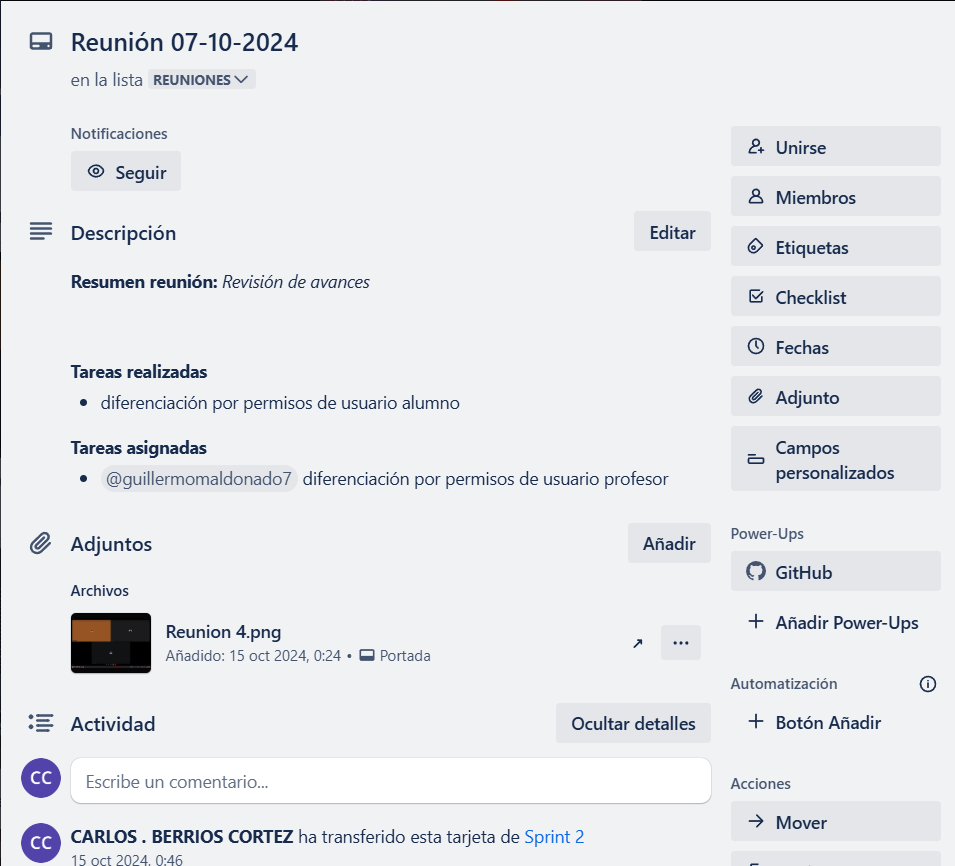 Reunión 07-10-2024
en la lista REUNIONES
Notificaciones
Seguir
Descripción
Editar
Resumen reunión: Revisión de avances
Tareas realizadas
diferenciación por permisos de usuario alumno
Tareas asignadas
@guillermomaldonado7 diferenciación por permisos de usuario profesor
Adjuntos
Añadir
Archivos
Reunion 4.png
Añadido: 15 oct 2024, 0:24 • Portada
Actividad
Ocultar detalles
CC
Escribe un comentario...
CC
CARLOS . BERRIOS CORTEZ ha transferido esta tarjeta de Sprint 2
15 oct 2024, 0:46
Unirse
Miembros
Etiquetas
Checklist
Fechas
Adjunto
Campos
personalizados
Power-Ups
GitHub
Añadir Power-Ups
Automatización
Botón Añadir
Acciones
Mover